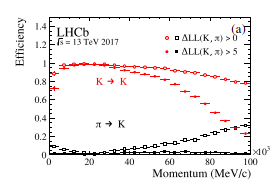 Efficiency
LHCb
√s = 13 TeV 2017
(a)
ΔLL(K, π) > 0
ΔLL(K, π) > 5
K → K
π → K
1.4
1.2
1
0.8
0.6
0.4
0.2
0
0 20 40 60 80 100
×10³
Momentum (MeV/c)